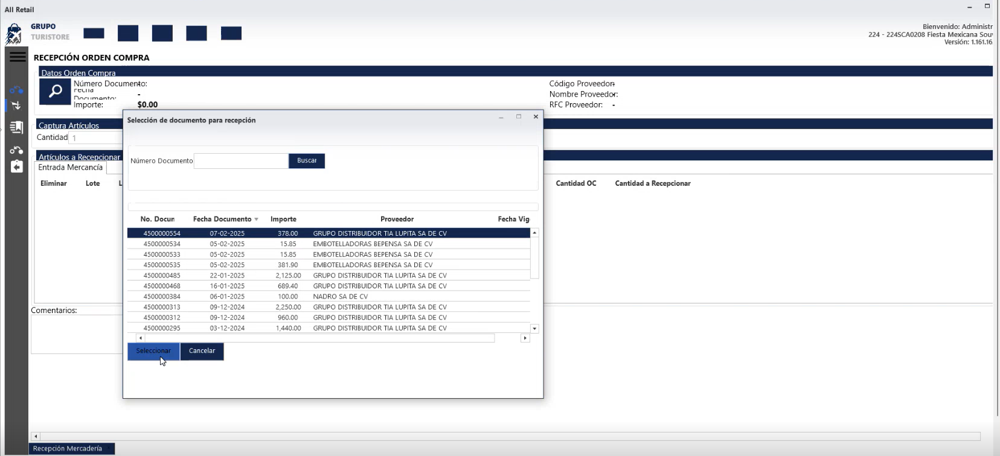 All Retail
GRUPO
TURISTORE
Bienvenido: Administr
224 - 224SCA0208 Fiesta Mexicana Souv
Versión: 1.161.16
RECEPCIÓN ORDEN COMPRA
Datos Orden Compra
Número Documento: -
Fecha Documento: -
Importe: $0.00
Código Proveedor: -
Nombre Proveedor: -
RFC Proveedor: -
Captura Artículos
Cantidad 1
Artículos a Recepcionar
Entrada Mercancía
Eliminar Lote L Cantidad OC Cantidad a Recepcionar
Comentarios:
Selección de documento para recepción
Número Documento Buscar
No. Docun Fecha Documento Importe Proveedor Fecha Vig
4500000554 07-02-2025 378.00 GRUPO DISTRIBUIDOR TIA LUPITA SA DE CV
4500000534 05-02-2025 15.85 EMBOTELLADORAS BEPENSA SA DE CV
4500000533 05-02-2025 15.85 EMBOTELLADORAS BEPENSA SA DE CV
4500000535 05-02-2025 381.90 EMBOTELLADORAS BEPENSA SA DE CV
4500000485 22-01-2025 2,125.00 GRUPO DISTRIBUIDOR TIA LUPITA SA DE CV
4500000468 16-01-2025 689.40 GRUPO DISTRIBUIDOR TIA LUPITA SA DE CV
4500000384 06-01-2025 100.00 NADRO SA DE CV
4500000313 09-12-2024 2,250.00 GRUPO DISTRIBUIDOR TIA LUPITA SA DE CV
4500000312 09-12-2024 960.00 GRUPO DISTRIBUIDOR TIA LUPITA SA DE CV
4500000295 03-12-2024 1,440.00 GRUPO DISTRIBUIDOR TIA LUPITA SA DE CV
Seleccionar Cancelar
Recepción Mercadería